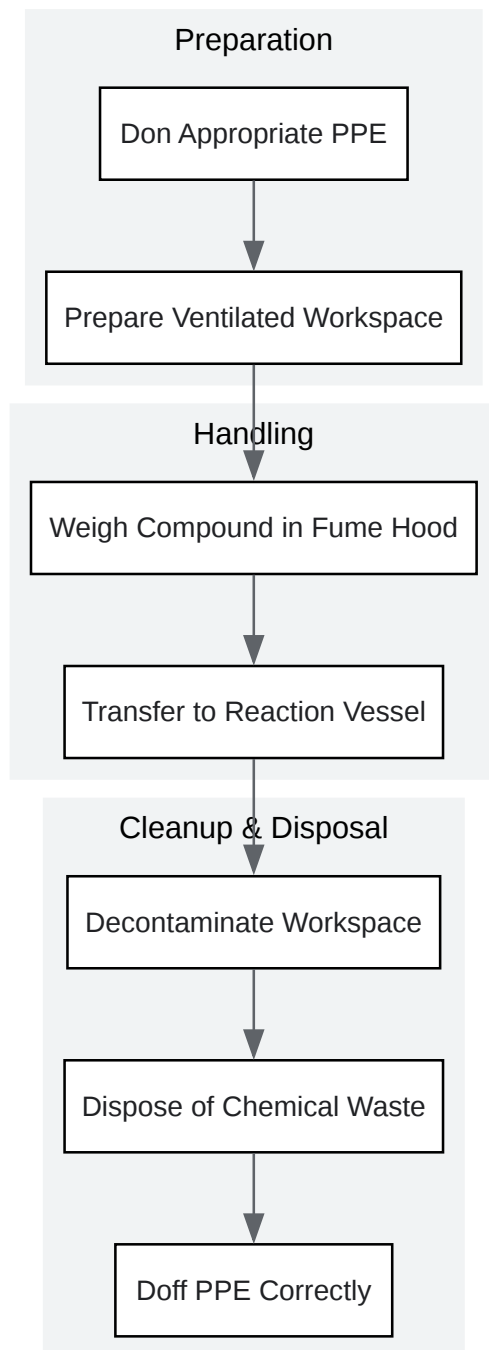 Preparation
Don Appropriate PPE
Prepare Ventilated Workspace
Handling
Weigh Compound in Fume Hood
Transfer to Reaction Vessel
Cleanup & Disposal
Decontaminate Workspace
Dispose of Chemical Waste
Doff PPE Correctly